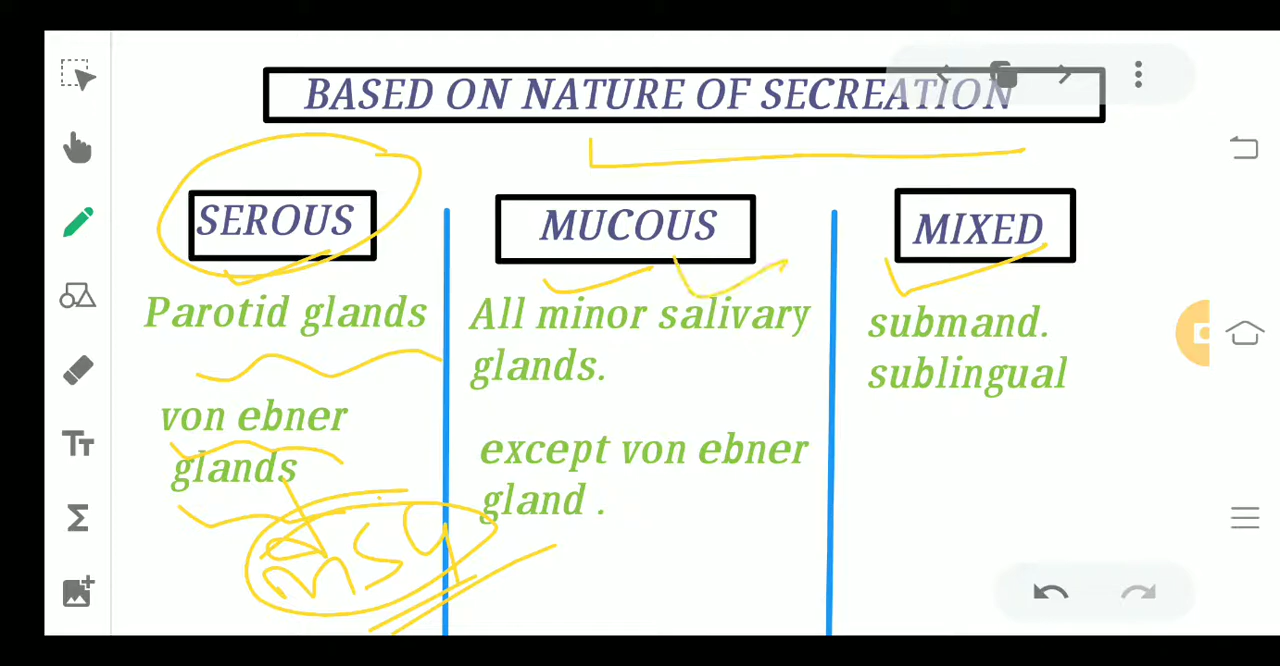 BASED ON NATURE OF SECREATION
SEROUS
Parotid glands
von ebner
glands
MUCOUS
All minor salivary
glands.
except von ebner
gland .
MIXED
submand.
sublingual